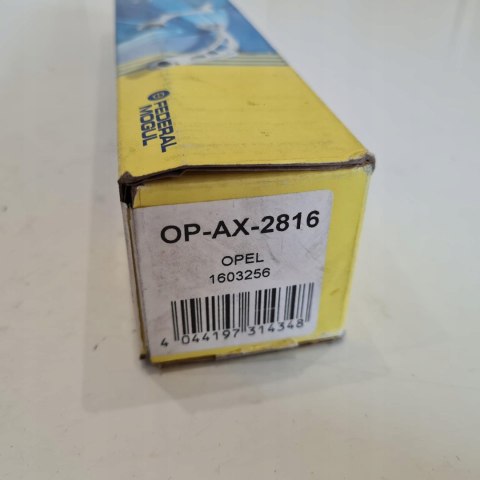 FEDERAL
MOGUL
OP-AX-2816
OPEL
1603256
4 044197 314348